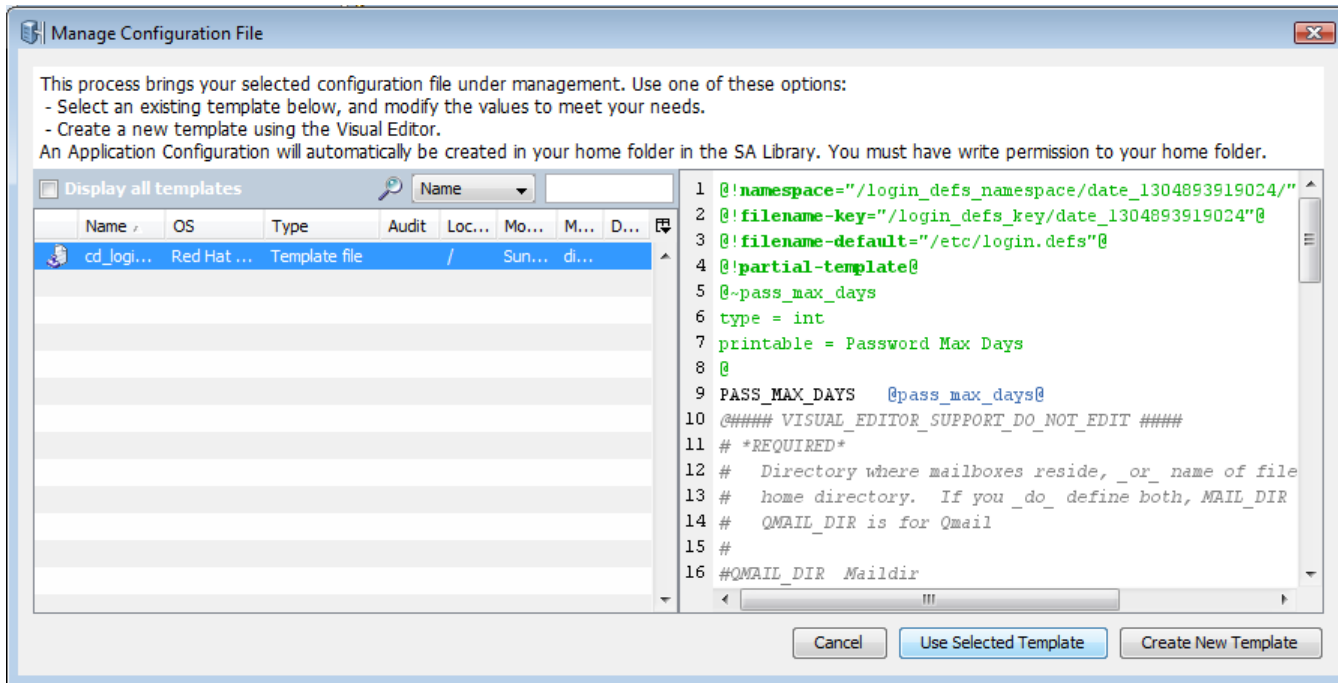 Manage Configuration File
This process brings your selected configuration file under management. Use one of these options:
- Select an existing template below, and modify the values to meet your needs.
- Create a new template using the Visual Editor.
An Application Configuration will automatically be created in your home folder in the SA Library. You must have write permission to your home folder.
Display all templates Name
Name OS Type Audit Loc... Mo... M... D...
cd_logi... Red Hat ... Template file / Sun... di...
1 @!namespace="/login_defs_namespace/date_1304893919024/"
2 @!filename-key="/login_defs_key/date_1304893919024"@
3 @!filename-default="/etc/login.defs"@
4 @!partial-template@
5 @~pass_max_days
6 type = int
7 printable = Password Max Days
8 @
9 PASS_MAX_DAYS @pass_max_days@
10 @#### VISUAL_EDITOR_SUPPORT_DO_NOT_EDIT ####
11 # *REQUIRED*
12 # Directory where mailboxes reside, _or_ name of file
13 # home directory. If you _do_ define both, MAIL_DIR
14 # QMAIL_DIR is for Qmail
15 #
16 #QMAIL_DIR Maildir
Cancel Use Selected Template Create New Template